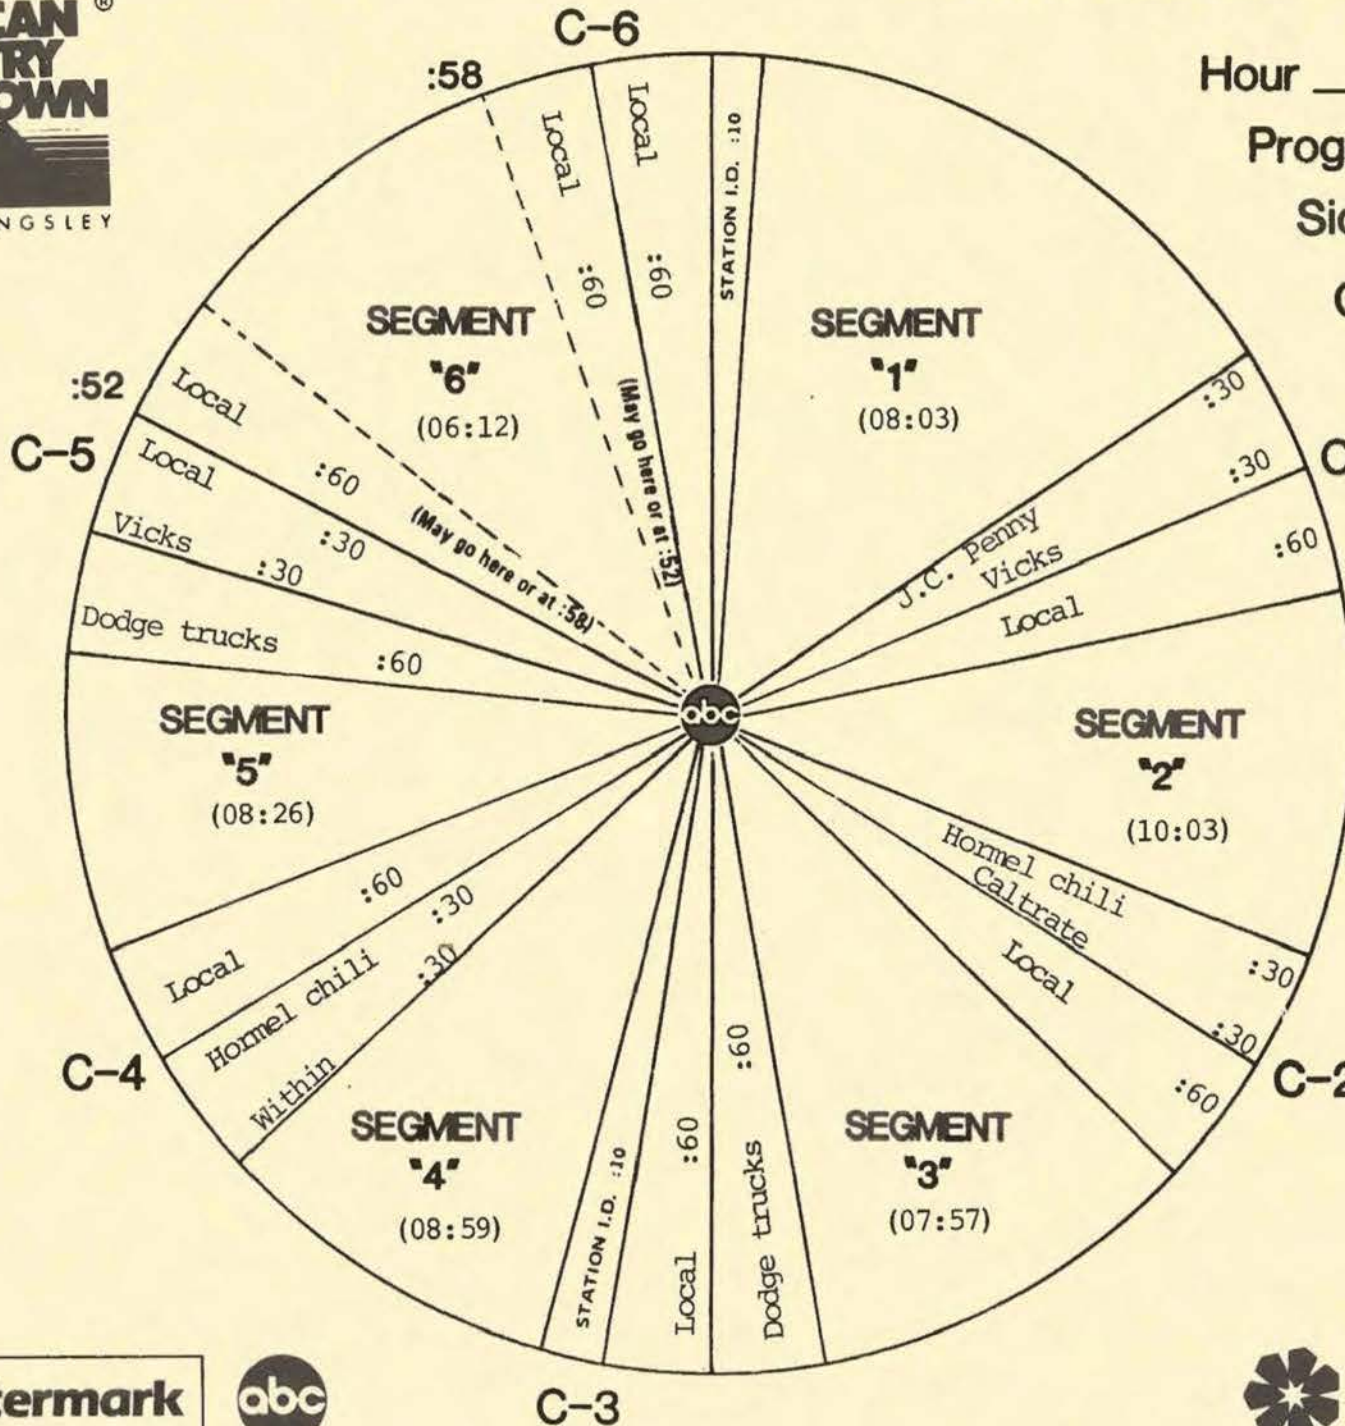 ®
C-6
:58
Hour
Local
:60
Local
:60
(May go here or at :52)
STATION I.D. :10
SEGMENT
"1"
(08:03)
J.C. Penny
:30
Vicks
:30
Local
:60
SEGMENT
"2"
(10:03)
Hormel chili
:30
Caltrate
:30
Local
:60
SEGMENT
"3"
(07:57)
Dodge trucks
:60
C-3
Local
:60
STATION I.D. :10
SEGMENT
"4"
(08:59)
Within
:30
Hormel chili
:30
C-4
Local
:60
SEGMENT
"5"
(08:26)
Dodge trucks
:60
Vicks
:30
Local
:30
C-5
:52
Local
:60
(May go here or at :58)
SEGMENT
"6"
(06:12)
abc
abc